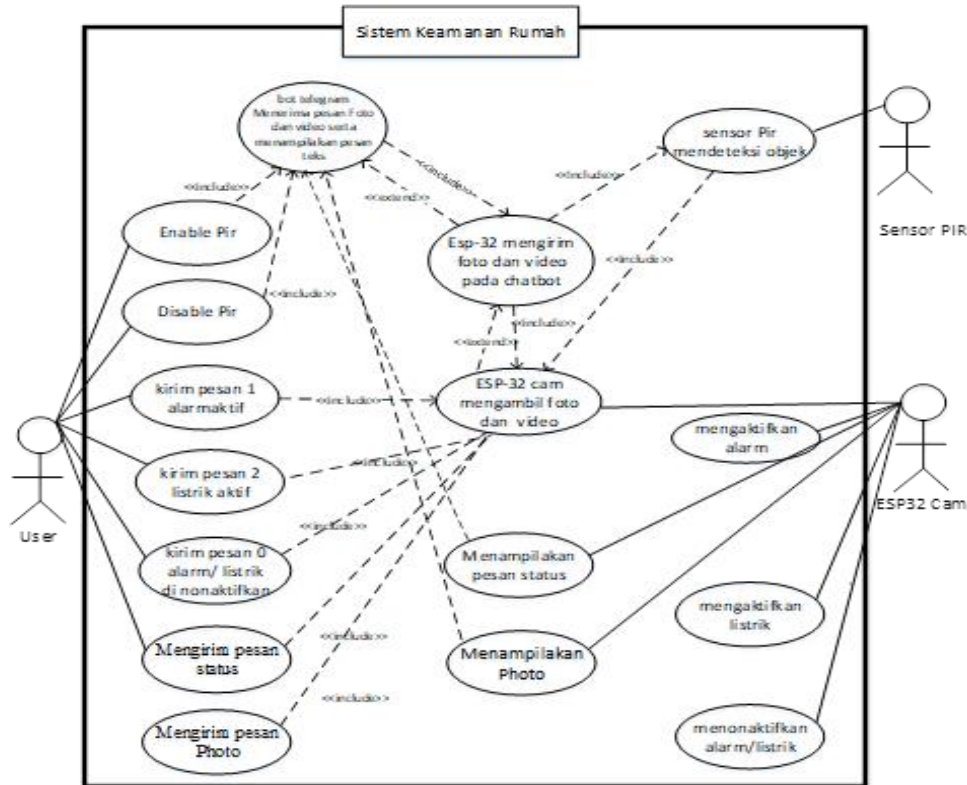 Sistem Keamanan Rumah
bot telegram
Menerima pesan Foto
dan video serta
menampilakan pesan
teks
sensor Pir
mendeteksi objek
Sensor PIR
<<include>>
<<include>>
<<extend>>
<<include>>
Enable Pir
Esp-32 mengirim
foto dan video
pada chatbot
<<include>>
Disable Pir
<<include>>
<<include>>
<<extend>>
kirim pesan 1
alarmaktif
<<include>>
ESP-32 cam
mengambil foto
dan video
mengaktifkan
alarm
User
kirim pesan 2
listrik aktif
<<include>>
ESP32 Cam
<<include>>
kirim pesan 0
alarm/ listrik
di nonaktifkan
Menampilakan
pesan status
mengaktifkan
listrik
Mengirim pesan
status
<<include>>
Menampilakan
Photo
<<include>>
Mengirim pesan
Photo
menonaktifkan
alarm/listrik